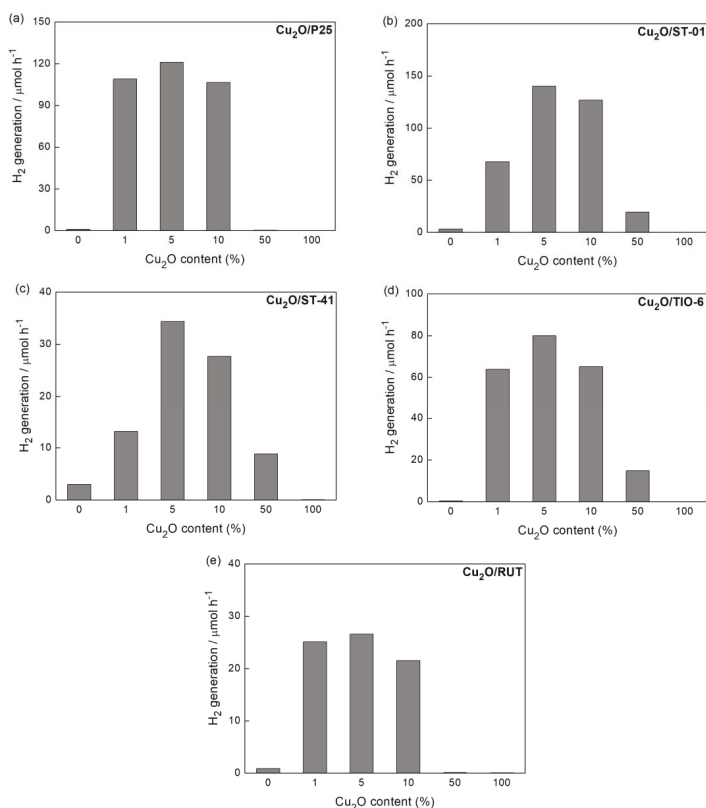 (a)
Cu₂O/P25
H₂ generation / μmol h⁻¹
150
120
90
60
30
0
0 1 5 10 50 100
Cu₂O content (%)
(b)
Cu₂O/ST-01
H₂ generation / μmol h⁻¹
200
150
100
50
0
0 1 5 10 50 100
Cu₂O content (%)
(c)
Cu₂O/ST-41
H₂ generation / μmol h⁻¹
40
30
20
10
0
0 1 5 10 50 100
Cu₂O content (%)
(d)
Cu₂O/TIO-6
H₂ generation / μmol h⁻¹
100
80
60
40
20
0
0 1 5 10 50 100
Cu₂O content (%)
(e)
Cu₂O/RUT
H₂ generation / μmol h⁻¹
40
30
20
10
0
0 1 5 10 50 100
Cu₂O content (%)